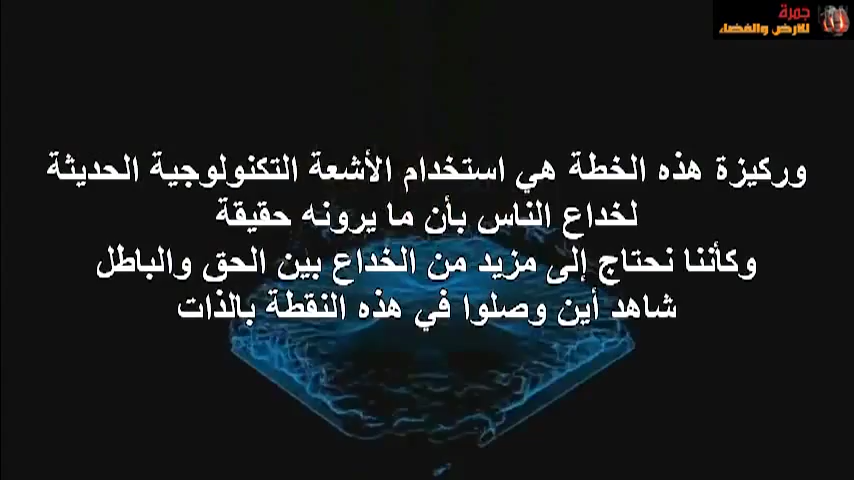 جمرة
للارض والفضاء
وركيزة هذه الخطة هي استخدام الأشعة التكنولوجية الحديثة
لخداع الناس بأن ما يرونه حقيقة
وكأننا نحتاج إلى مزيد من الخداع بين الحق والباطل
شاهد أين وصلوا في هذه النقطة بالذات